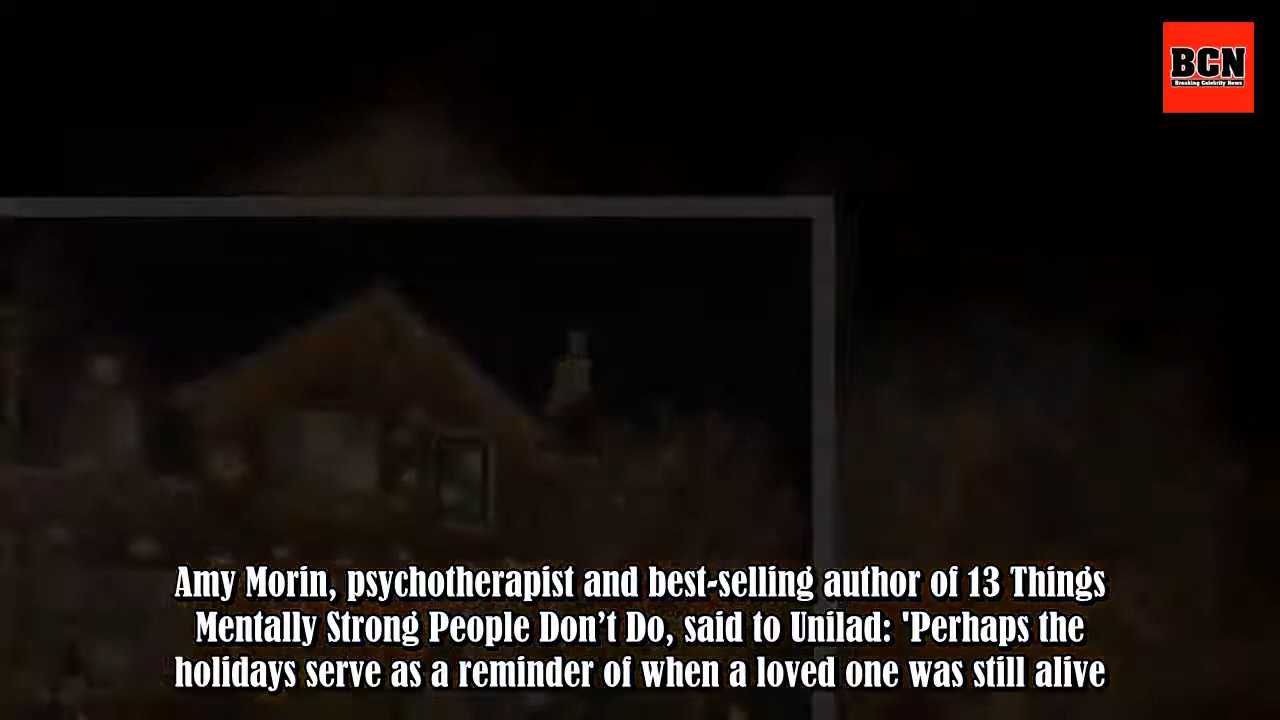 BCN
Breaking Celebrity News
Amy Morin, psychotherapist and best-selling author of 13 Things
Mentally Strong People Don’t Do, said to Unilad: 'Perhaps the
holidays serve as a reminder of when a loved one was still alive